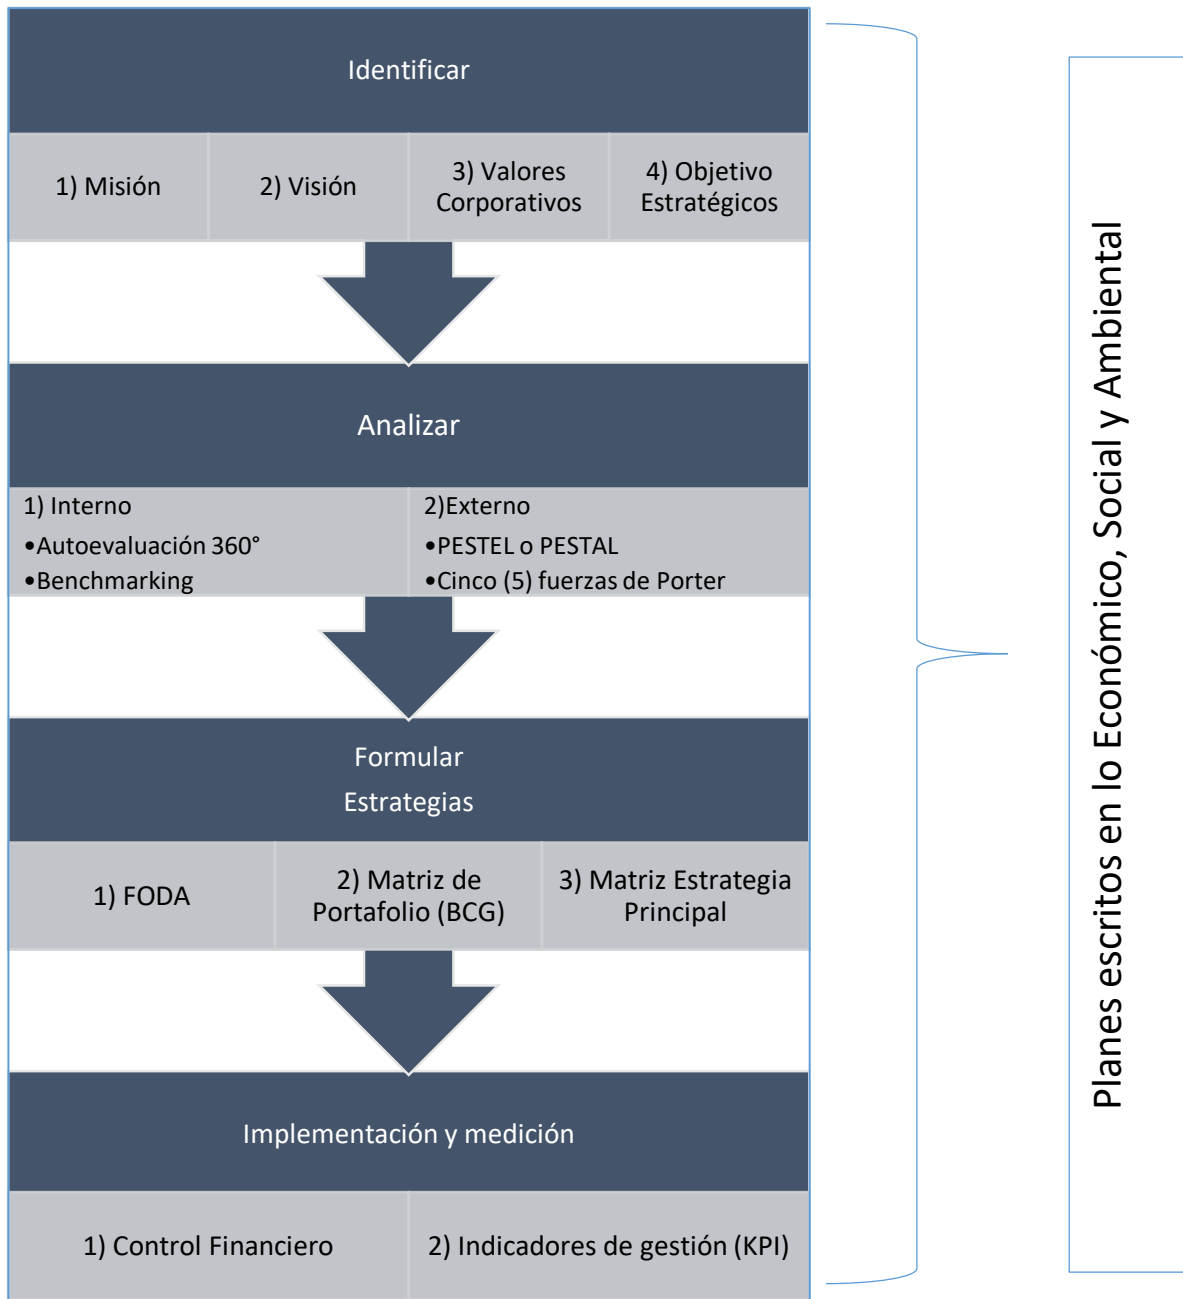 Identificar
1) Misión
2) Visión
3) Valores
Corporativos
4) Objetivo
Estratégicos
Analizar
1) Interno
•Autoevaluación 360°
•Benchmarking
2)Externo
•PESTEL o PESTAL
•Cinco (5) fuerzas de Porter
Formular
Estrategias
1) FODA
2) Matriz de
Portafolio (BCG)
3) Matriz Estrategia
Principal
Implementación y medición
1) Control Financiero
2) Indicadores de gestión (KPI)
Planes escritos en lo Económico, Social y Ambiental